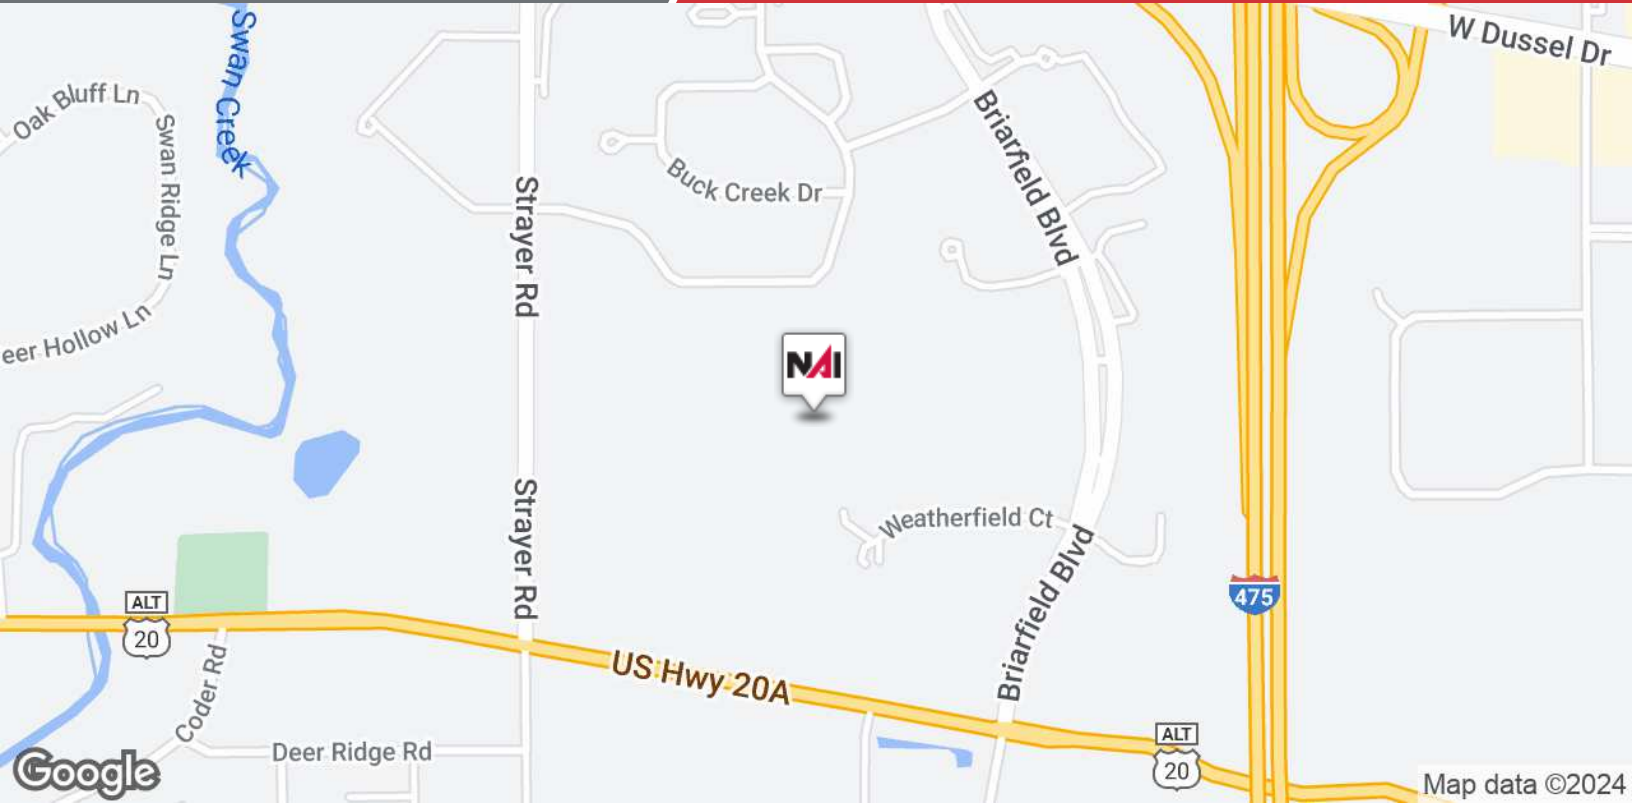 Swan Creek
W Dussel Dr
Oak Bluff Ln
Swan Ridge Ln
Strayer Rd
Buck Creek Dr
Briarfield Blvd
eer Hollow Ln
NAI
Strayer Rd
Weatherfield Ct
Briarfield Blvd
475
ALT
20
US Hwy 20A
Coder Rd
Deer Ridge Rd
ALT
20
Google
Map data ©2024